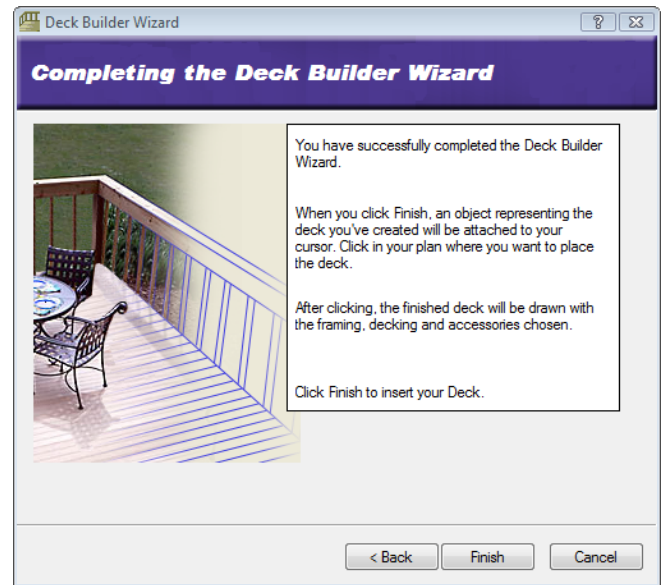 Deck Builder Wizard
Completing the Deck Builder Wizard
You have successfully completed the Deck Builder
Wizard.
When you click Finish, an object representing the
deck you've created will be attached to your
cursor. Click in your plan where you want to place
the deck.
After clicking, the finished deck will be drawn with
the framing, decking and accessories chosen.
Click Finish to insert your Deck.
< Back
Finish
Cancel